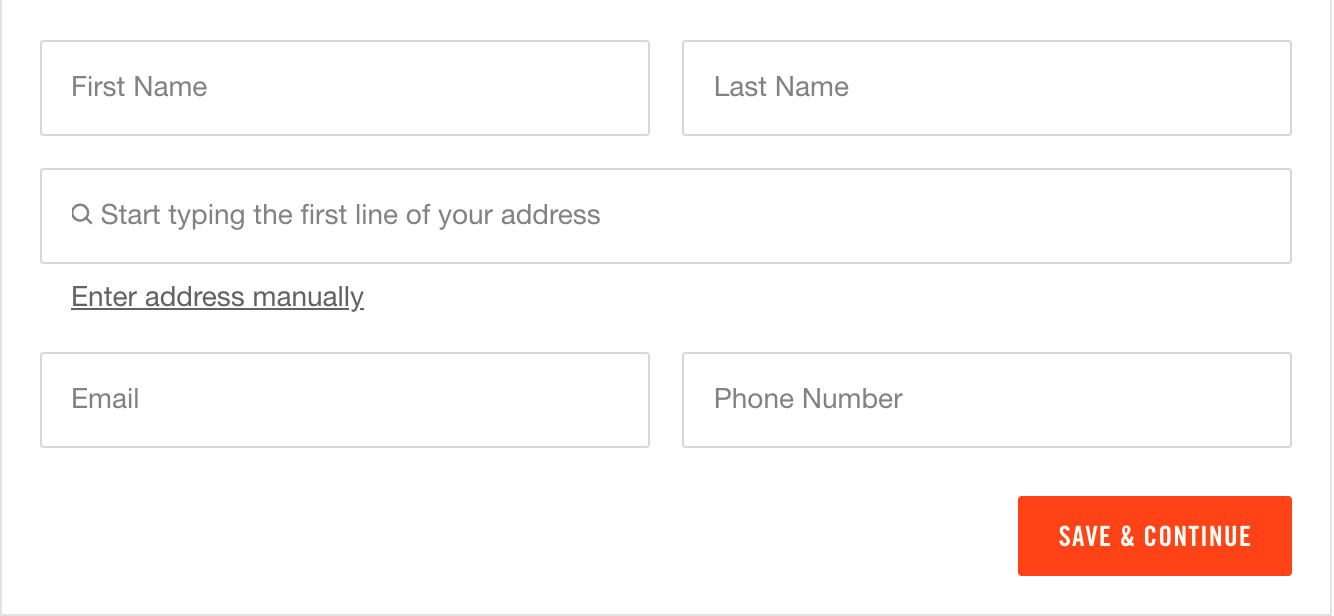 First Name
Last Name
Start typing the first line of your address
Enter address manually
Email
Phone Number
SAVE & CONTINUE